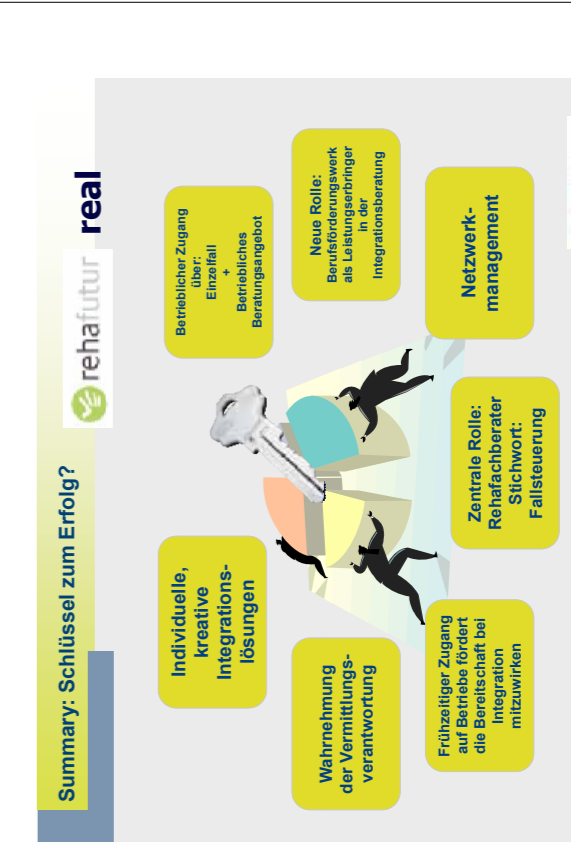 Summary: Schlüssel zum Erfolg?
rehafutur real
Individuelle,
kreative
Integrations-
lösungen
Betrieblicher Zugang
über:
Einzelfall
+
Betriebliches
Beratungsangebot
Wahrnehmung
der Vermittlungs-
verantwortung
Neue Rolle:
Berufsförderungswerk
als Leistungserbringer
in der
Integrationsberatung
Frühzeitiger Zugang
auf Betriebe fördert
die Bereitschaft bei
Integration
mitzuwirken
Zentrale Rolle:
Rehafachberater
Stichwort:
Fallsteuerung
Netzwerk-
management